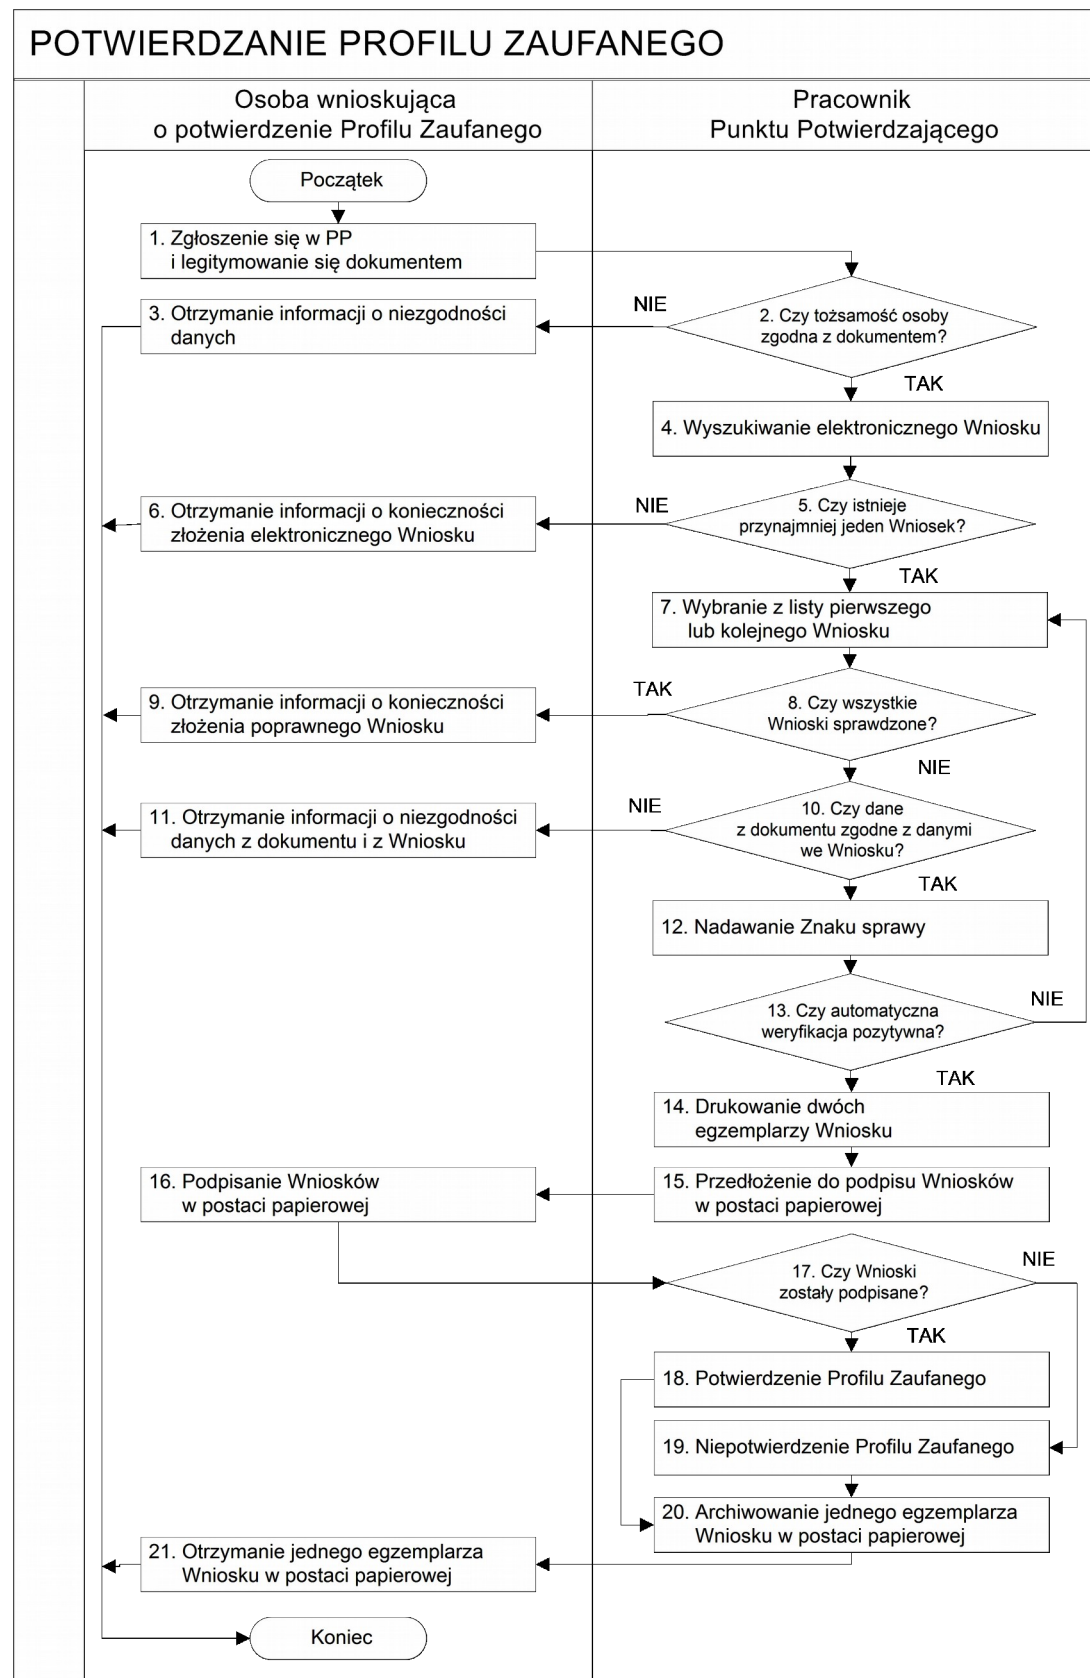 POTWIERDZANIE PROFILU ZAUFANEGO
Osoba wnioskująca
o potwierdzenie Profilu Zaufanego
Pracownik
Punktu Potwierdzającego
Początek
1. Zgłoszenie się w PP
i legitymowanie się dokumentem
2. Czy tożsamość osoby
zgodna z dokumentem?
NIE
3. Otrzymanie informacji o niezgodności
danych
TAK
4. Wyszukiwanie elektronicznego Wniosku
5. Czy istnieje
przynajmniej jeden Wniosek?
NIE
6. Otrzymanie informacji o konieczności
złożenia elektronicznego Wniosku
TAK
7. Wybranie z listy pierwszego
lub kolejnego Wniosku
8. Czy wszystkie
Wnioski sprawdzone?
TAK
9. Otrzymanie informacji o konieczności
złożenia poprawnego Wniosku
NIE
10. Czy dane
z dokumentu zgodne z danymi
we Wniosku?
NIE
11. Otrzymanie informacji o niezgodności
danych z dokumentu i z Wniosku
TAK
12. Nadawanie Znaku sprawy
13. Czy automatyczna
weryfikacja pozytywna?
NIE
TAK
14. Drukowanie dwóch
egzemplarzy Wniosku
15. Przedłożenie do podpisu Wniosków
w postaci papierowej
16. Podpisanie Wniosków
w postaci papierowej
17. Czy Wnioski
zostały podpisane?
NIE
TAK
18. Potwierdzenie Profilu Zaufanego
19. Niepotwierdzenie Profilu Zaufanego
20. Archiwowanie jednego egzemplarza
Wniosku w postaci papierowej
21. Otrzymanie jednego egzemplarza
Wniosku w postaci papierowej
Koniec